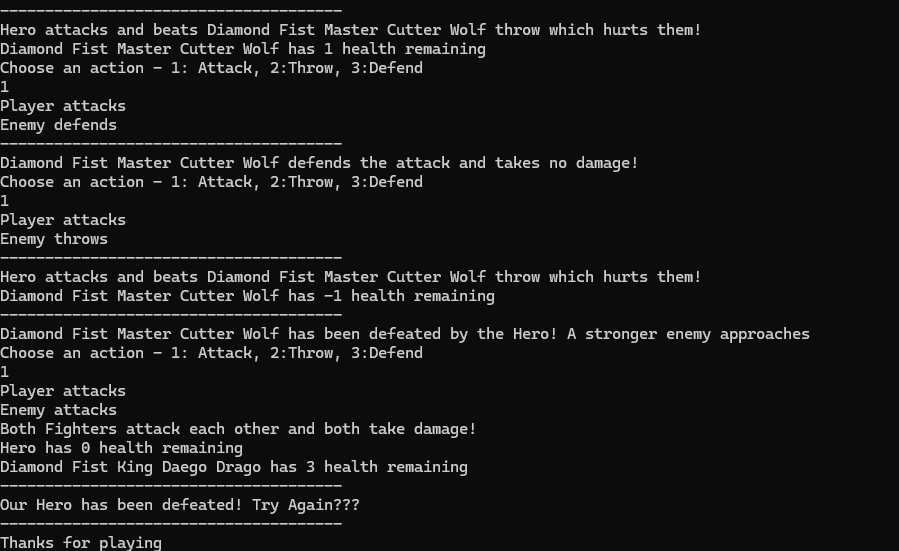 --------------------------------------
Hero attacks and beats Diamond Fist Master Cutter Wolf throw which hurts them!
Diamond Fist Master Cutter Wolf has 1 health remaining
Choose an action - 1: Attack, 2:Throw, 3:Defend
1
Player attacks
Enemy defends
--------------------------------------
Diamond Fist Master Cutter Wolf defends the attack and takes no damage!
Choose an action - 1: Attack, 2:Throw, 3:Defend
1
Player attacks
Enemy throws
--------------------------------------
Hero attacks and beats Diamond Fist Master Cutter Wolf throw which hurts them!
Diamond Fist Master Cutter Wolf has -1 health remaining
--------------------------------------
Diamond Fist Master Cutter Wolf has been defeated by the Hero! A stronger enemy approaches
Choose an action - 1: Attack, 2:Throw, 3:Defend
1
Player attacks
Enemy attacks
Both Fighters attack each other and both take damage!
Hero has 0 health remaining
Diamond Fist King Daego Drago has 3 health remaining
--------------------------------------
Our Hero has been defeated! Try Again???
--------------------------------------
Thanks for playing